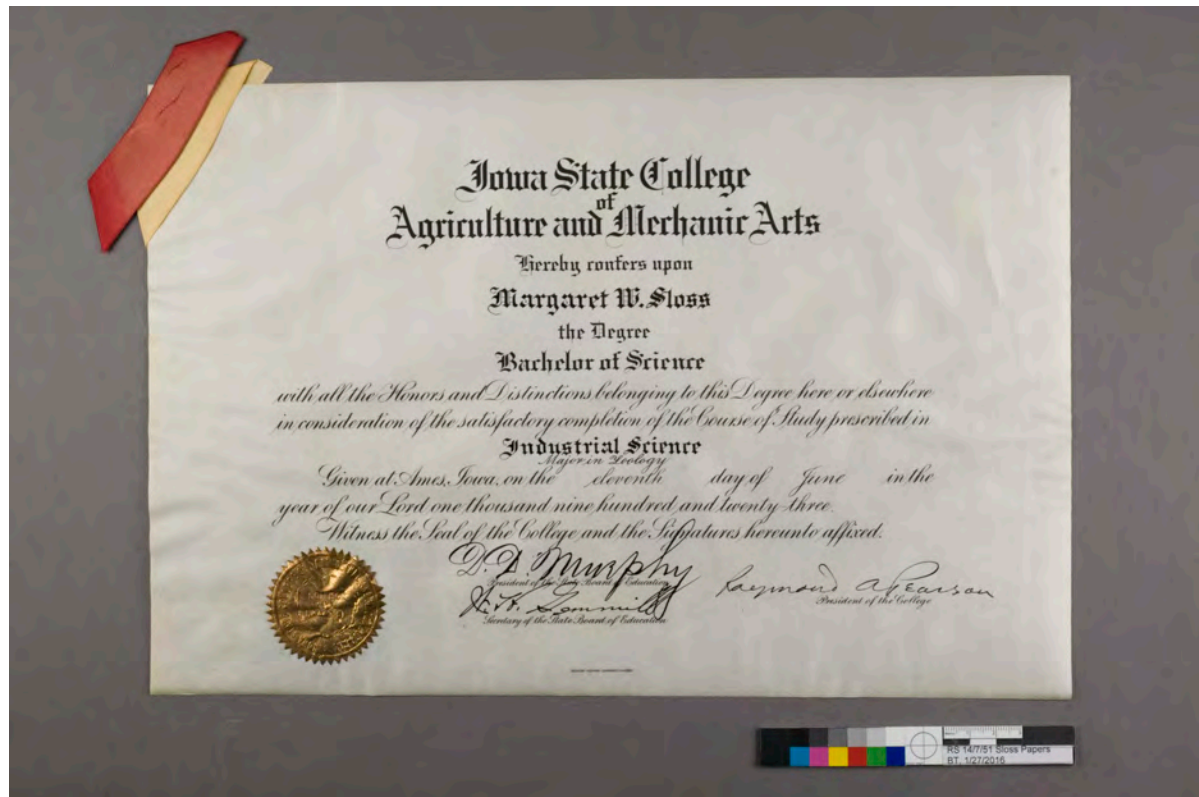 Iowa State College
of
Agriculture and Mechanic Arts
Hereby confers upon
Margaret W. Sloss
the Degree
Bachelor of Science
with all the Honors and Distinctions belonging to this Degree here or elsewhere
in consideration of the satisfactory completion of the Course of Study prescribed in
Industrial Science
Major in Zoology
Given at Ames, Iowa, on the eleventh day of June in the
year of our Lord one thousand nine hundred and twenty-three.
Witness the Seal of the College and the Signatures hereunto affixed.
D. D. Murphy
President of the State Board of Education
W. H. Gemmill
Secretary of the State Board of Education
Raymond A. Pearson
President of the College
RS 14/7/51 Sloss Papers
BT. 1/27/2016